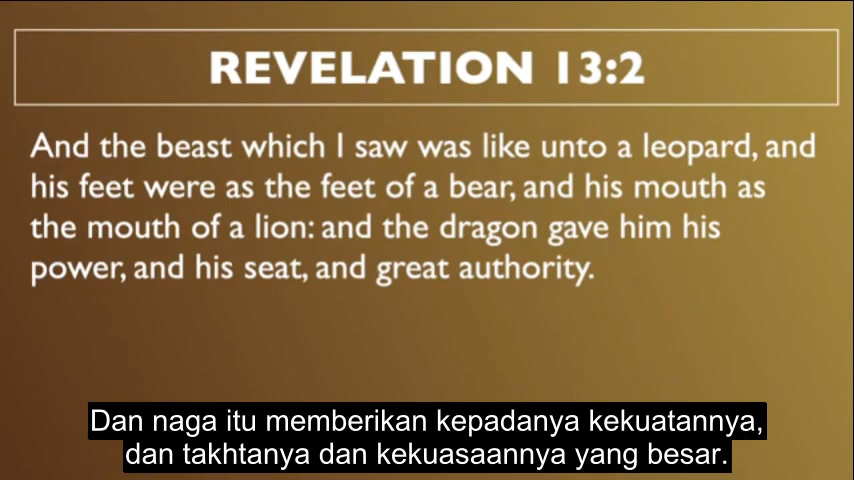 REVELATION 13:2
And the beast which I saw was like unto a leopard, and
his feet were as the feet of a bear, and his mouth as
the mouth of a lion: and the dragon gave him his
power, and his seat, and great authority.
Dan naga itu memberikan kepadanya kekuatannya,
dan takhtanya dan kekuasaannya yang besar.